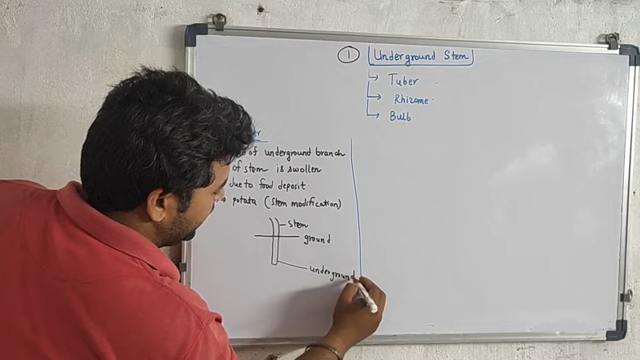 1 Underground Stem
Tuber
Rhizome
Bulb
of underground branch
of stem is swollen
due to food deposit.
potato (stem modification)
stem
ground
underground